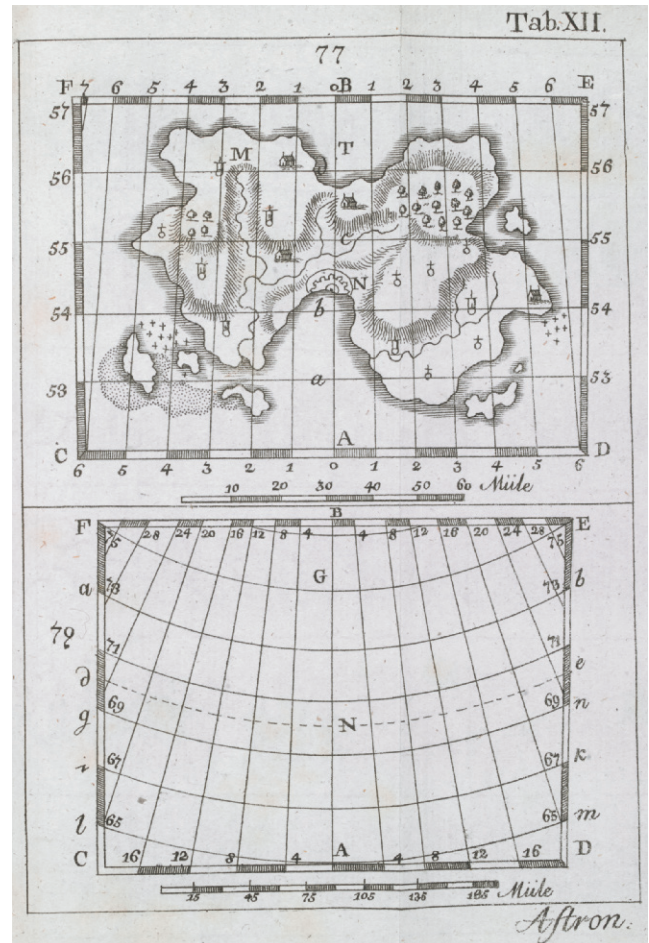 Tab. XII.
77
F 7 6 5 4 3 2 1 0 B 1 2 3 4 5 6 E
57 57
M T
56 56
55 55
c
N
54 b 54
53 a 53
C A D
6 5 4 3 2 1 0 1 2 3 4 5 6
10 20 30 40 50 60 Müle
B
F 28 24 20 16 12 8 4 4 8 12 16 20 24 28 E
75 75
G
a 73 73 b
78
71 71
d e
69 69
g N n
i 67 67 k
l 65 65 m
C 16 12 8 4 A 4 8 12 16 D
15 45 75 105 135 165 Müle
Astron: